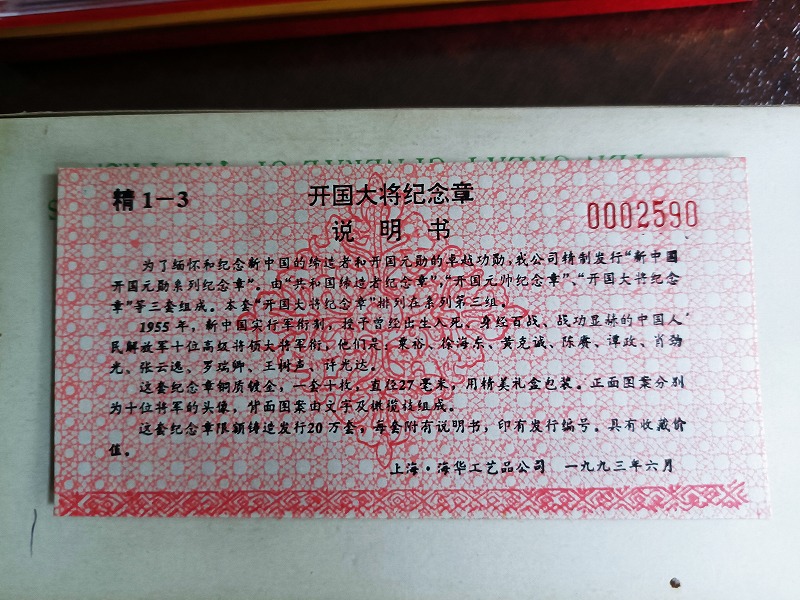 精1－3
开国大将纪念章
说明书
0002590
为了缅怀和纪念新中国的缔造者和开国元勋的卓越功勋，我公司精制发行“新中国
开国元勋系列纪念章”。由“共和国缔造者纪念章”、“开国元帅纪念章”、“开国大将纪念
章”等三套组成。本套“开国大将纪念章”排列在系列第三组。
1955年，新中国实行军衔制，授予曾经出生入死、身经百战、战功显赫的中国人
民解放军十位高级将领大将军衔，他们是：粟裕、徐海东、黄克诚、陈赓、谭政、肖劲
光、张云逸、罗瑞卿、王树声、许光达。
这套纪念章铜质镀金，一套十枚，直径27毫米，用精美礼盒包装。正面图案分别
为十位将军的头像，背面图案由文字及橄榄枝组成。
这套纪念章限额铸造发行20万套，每套附有说明书，印有发行编号。具有收藏价
值。
上海·海华工艺品公司 一九九三年六月